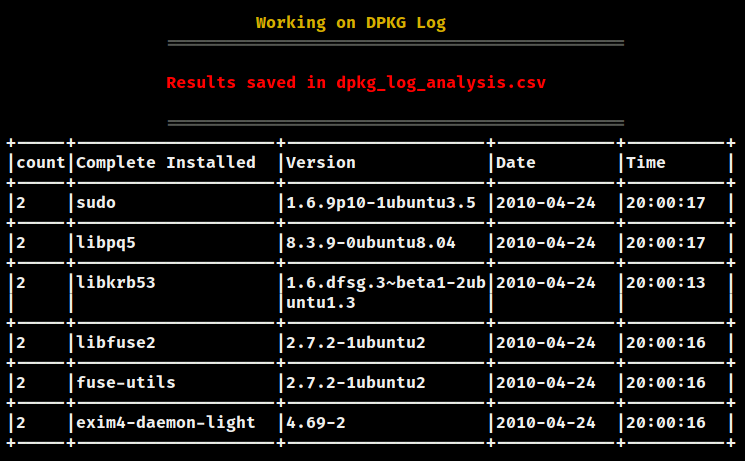 Working on DPKG Log
Results saved in dpkg_log_analysis.csv
count Complete Installed Version Date Time
2 sudo 1.6.9p10-1ubuntu3.5 2010-04-24 20:00:17
2 libpq5 8.3.9-0ubuntu8.04 2010-04-24 20:00:17
2 libkrb53 1.6.dfsg.3~beta1-2ub 2010-04-24 20:00:13
untu1.3
2 libfuse2 2.7.2-1ubuntu2 2010-04-24 20:00:16
2 fuse-utils 2.7.2-1ubuntu2 2010-04-24 20:00:16
2 exim4-daemon-light 4.69-2 2010-04-24 20:00:16